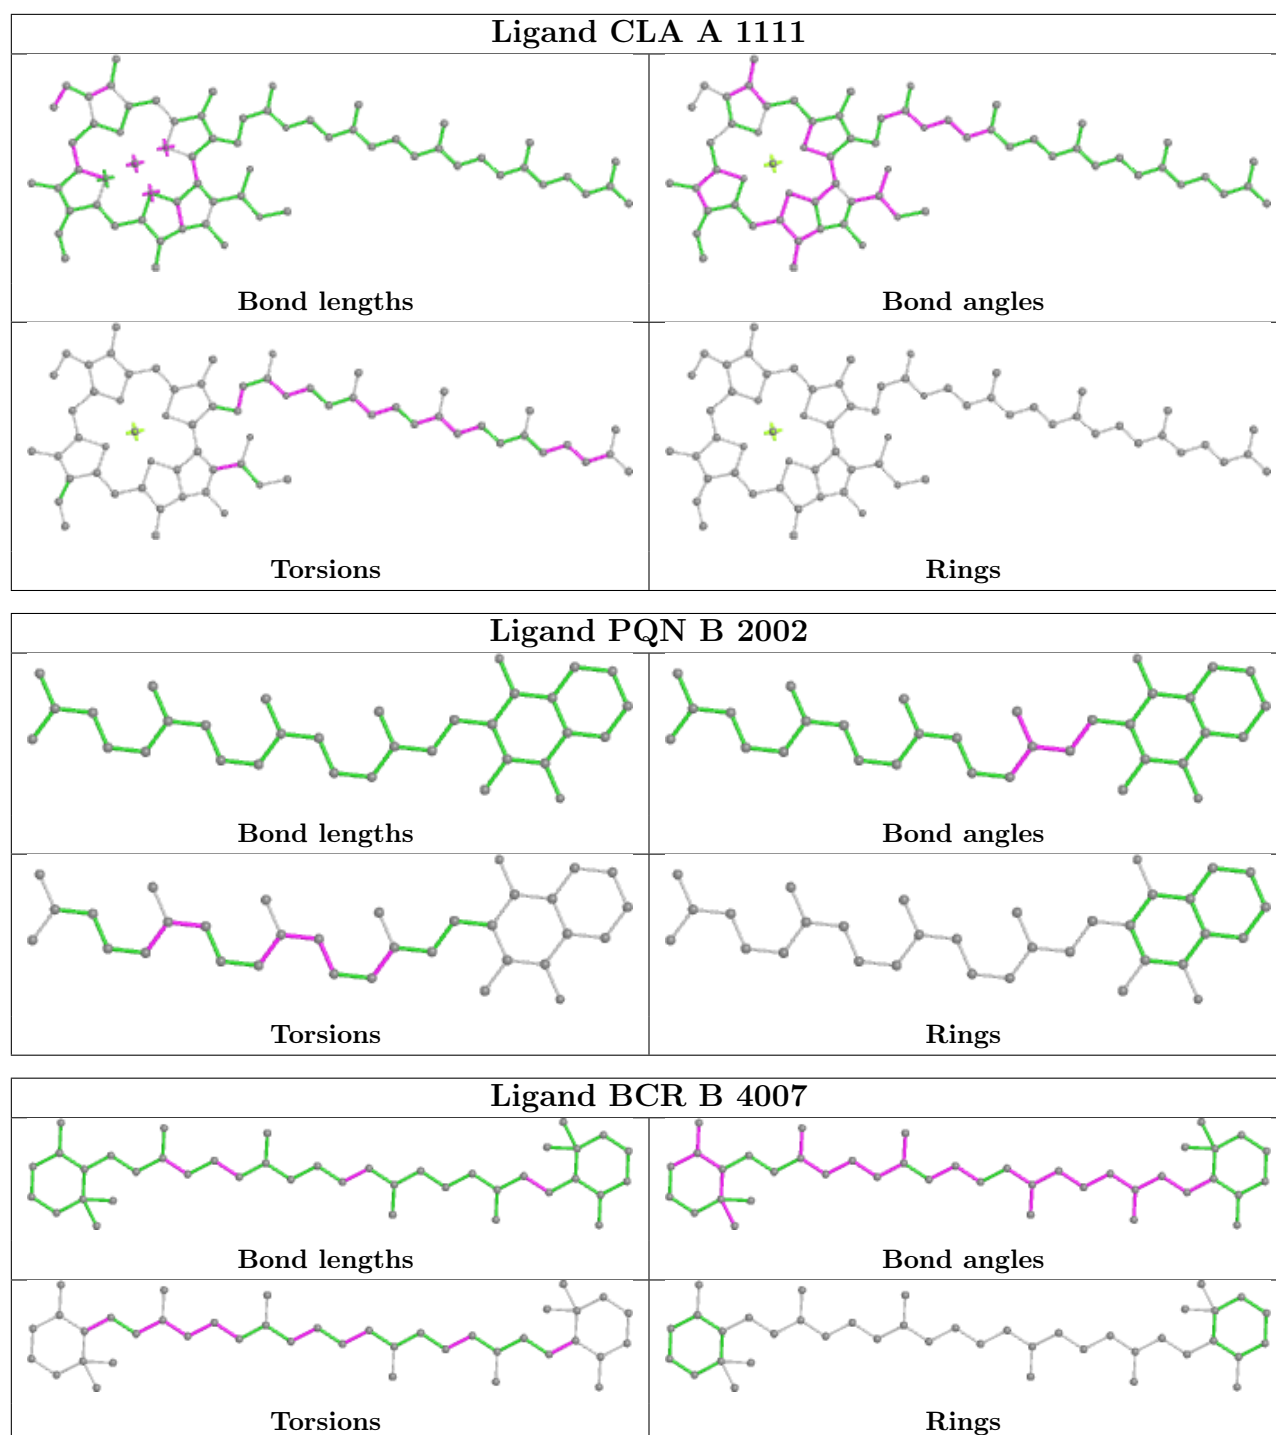 Ligand CLA A 1111
Bond lengths
Bond angles
Torsions
Rings
Ligand PQN B 2002
Bond lengths
Bond angles
Torsions
Rings
Ligand BCR B 4007
Bond lengths
Bond angles
Torsions
Rings